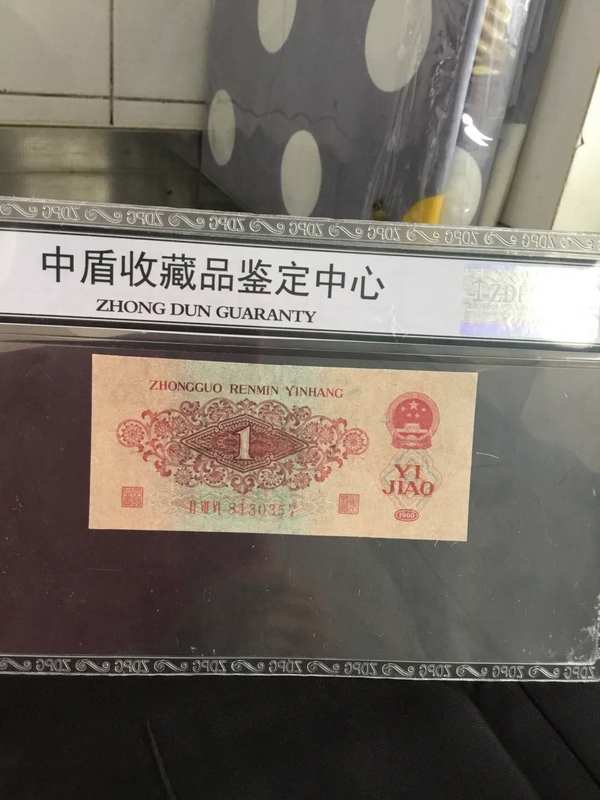 中盾收藏品鉴定中心
ZHONG DUN GUARANTY
ZHONGGUO RENMIN YINHANG
1
YI
JIAO
8130357
1960